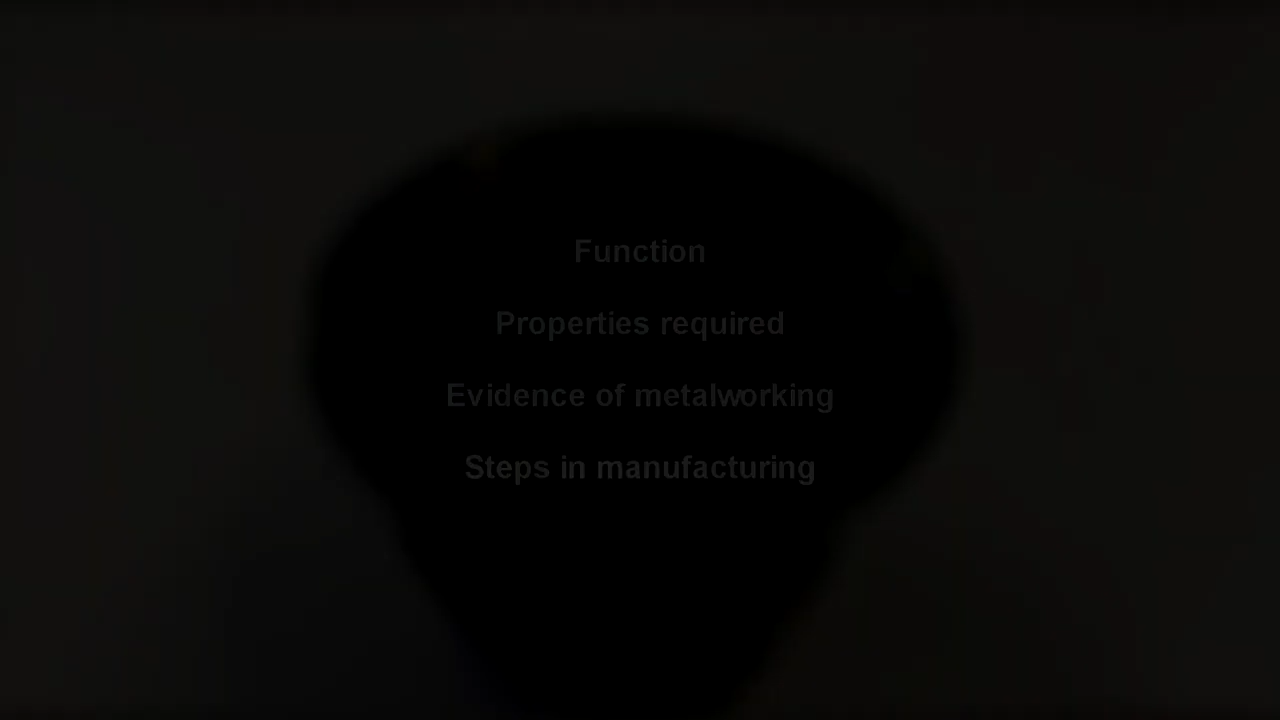 Function
Properties required
Evidence of metalworking
Steps in manufacturing